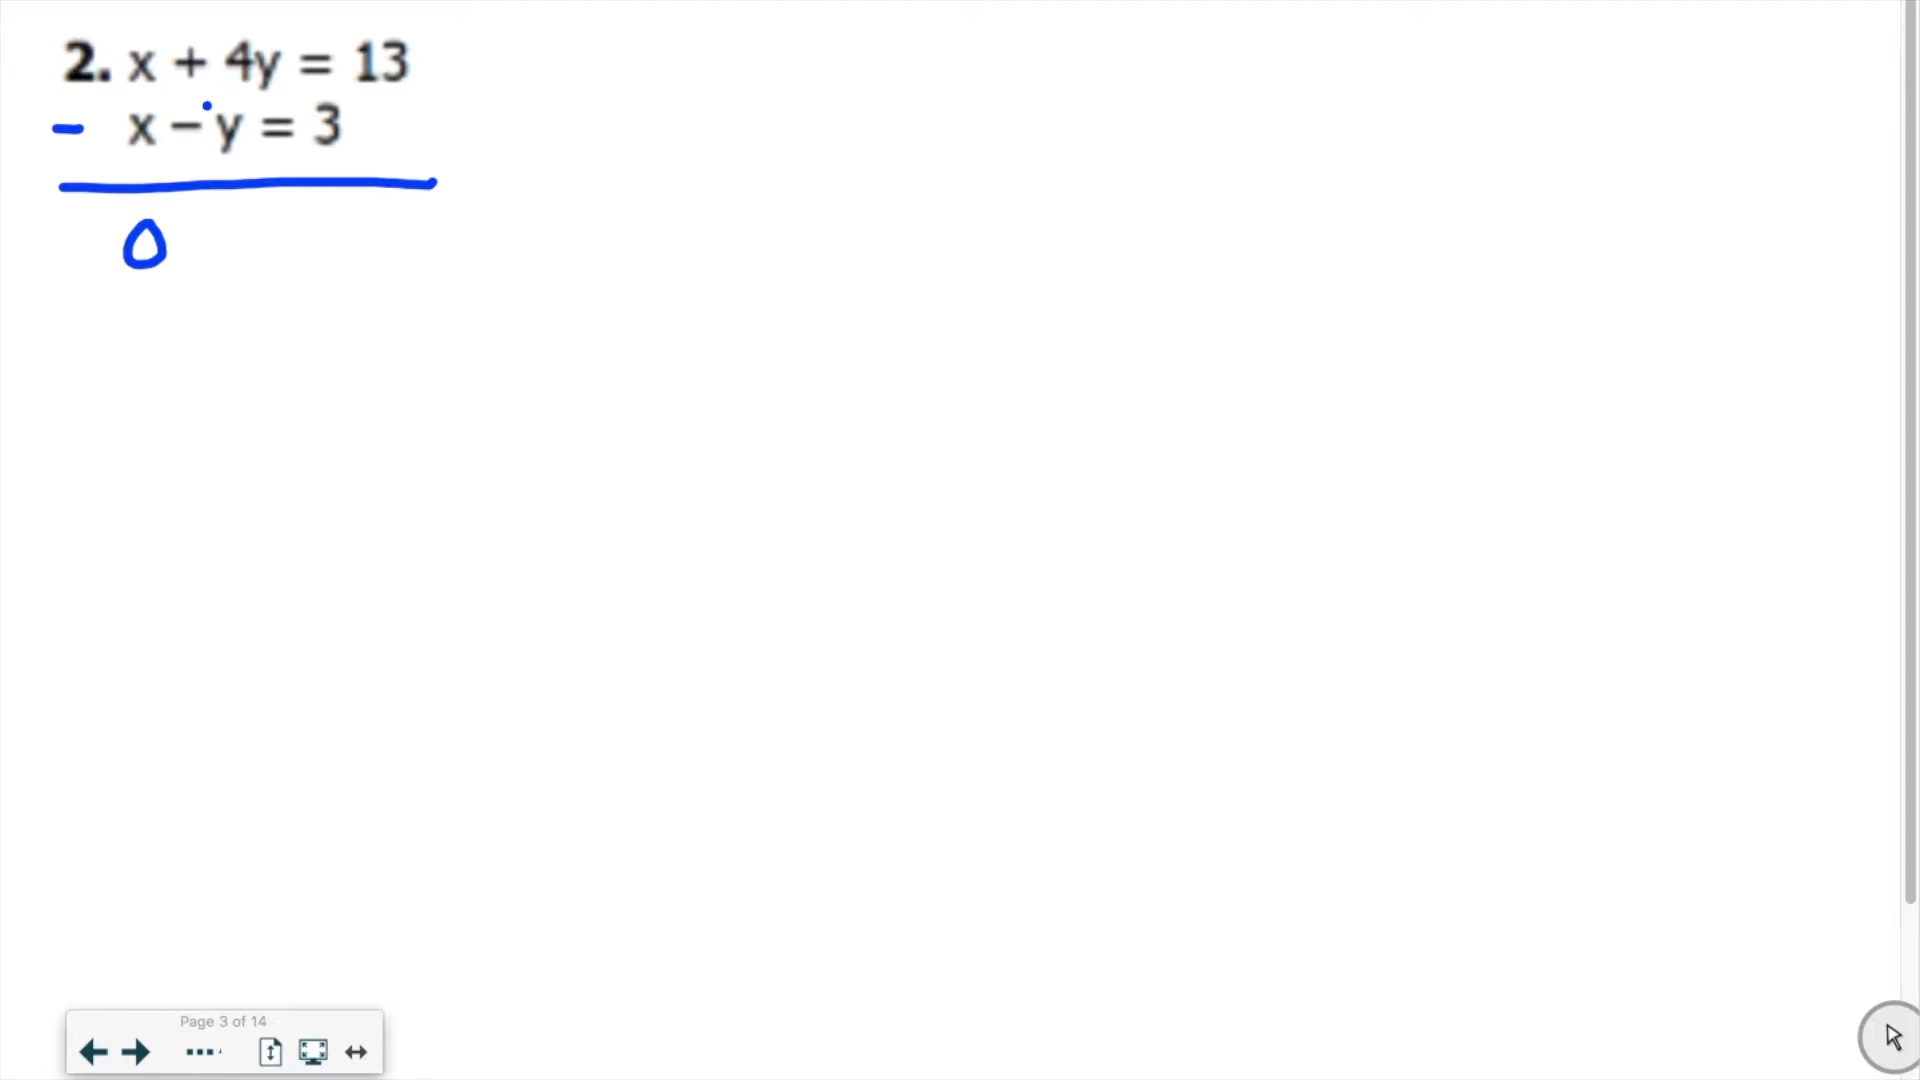 2. x + 4y = 13
- x - y = 3
0
Page 3 of 14